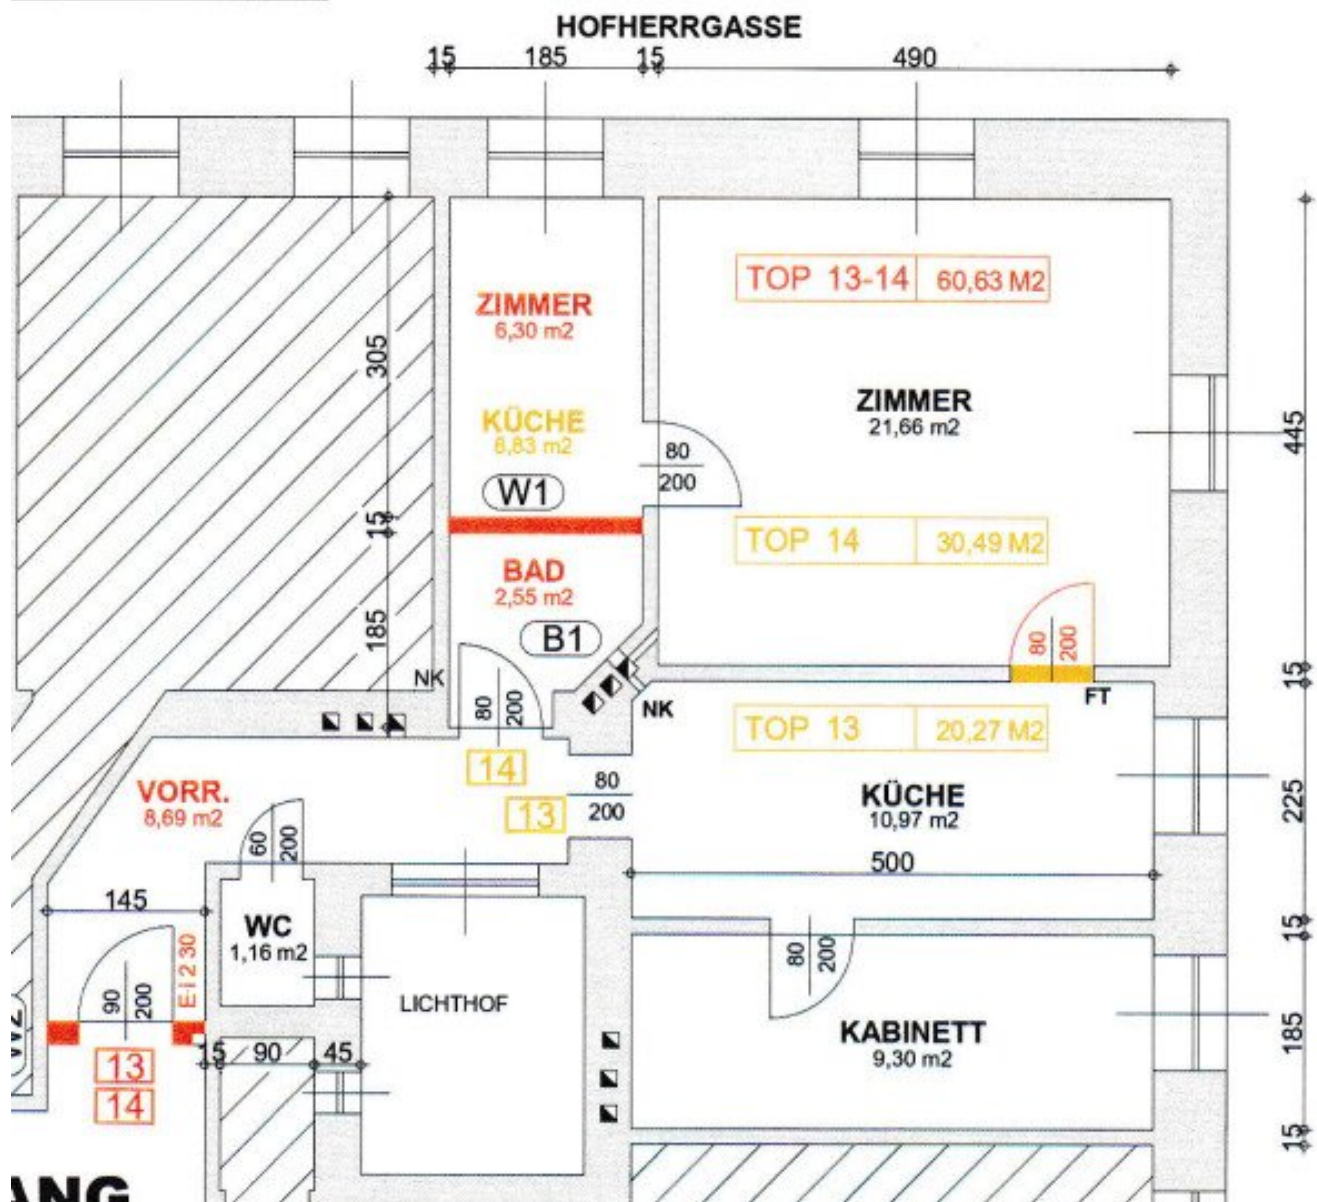 HOFHERRGASSE
15 185 15 490
TOP 13-14 60,63 M2
ZIMMER
6,30 m2
305
ZIMMER
21,66 m2
KÜCHE
8,83 m2
445
80
200
W1
15
TOP 14 30,49 M2
BAD
2,55 m2
185
B1
80
200
15
NK
FT
NK
80
200
TOP 13 20,27 M2
14
VORR.
8,69 m2
80
200
13
KÜCHE
10,97 m2
225
60
200
500
145
WC
1,16 m2
15
80
200
E-i 2 30
90
200
LICHTHOF
KABINETT
9,30 m2
185
W2
15 90 45
13
14
15
ANG